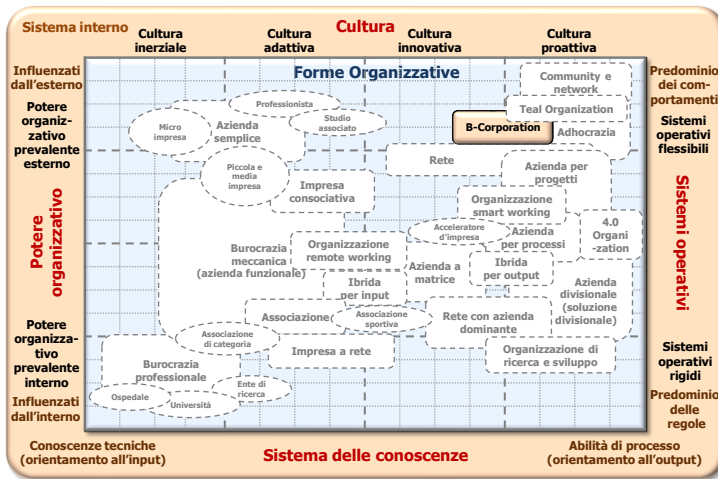 Sistema interno
Cultura
Cultura
inerziale
Cultura
adattiva
Cultura
innovativa
Cultura
proattiva
Influenzati
dall'esterno
Potere
organiz-
zativo
prevalente
esterno
Potere
organizzativo
Potere
organizza-
tivo
prevalente
interno
Influenzati
dall'interno
Forme Organizzative
Community e
network
Professionista
Teal Organization
Micro
impresa
Azienda
semplice
Studio
associato
B-Corporation
Adhocrazia
Rete
Piccola e
media
impresa
Azienda per
progetti
Impresa
consociativa
Organizzazione
smart working
4.0
Organi
-zation
Acceleratore
d'impresa
Azienda
per processi
Burocrazia
meccanica
(azienda funzionale)
Organizzazione
remote working
Azienda a
matrice
Ibrida
per output
Ibrida
per input
Azienda
divisionale
(soluzione
divisionale)
Associazione
Associazione
sportiva
Rete con azienda
dominante
Associazione
di categoria
Impresa a rete
Organizzazione di
ricerca e sviluppo
Burocrazia
professionale
Ente di
ricerca
Ospedale
Università
Predominio
dei com-
portamenti
Sistemi
operativi
flessibili
Sistemi operativi
Sistemi
operativi
rigidi
Predominio
delle
regole
Conoscenze tecniche
(orientamento all'input)
Sistema delle conoscenze
Abilità di processo
(orientamento all'output)